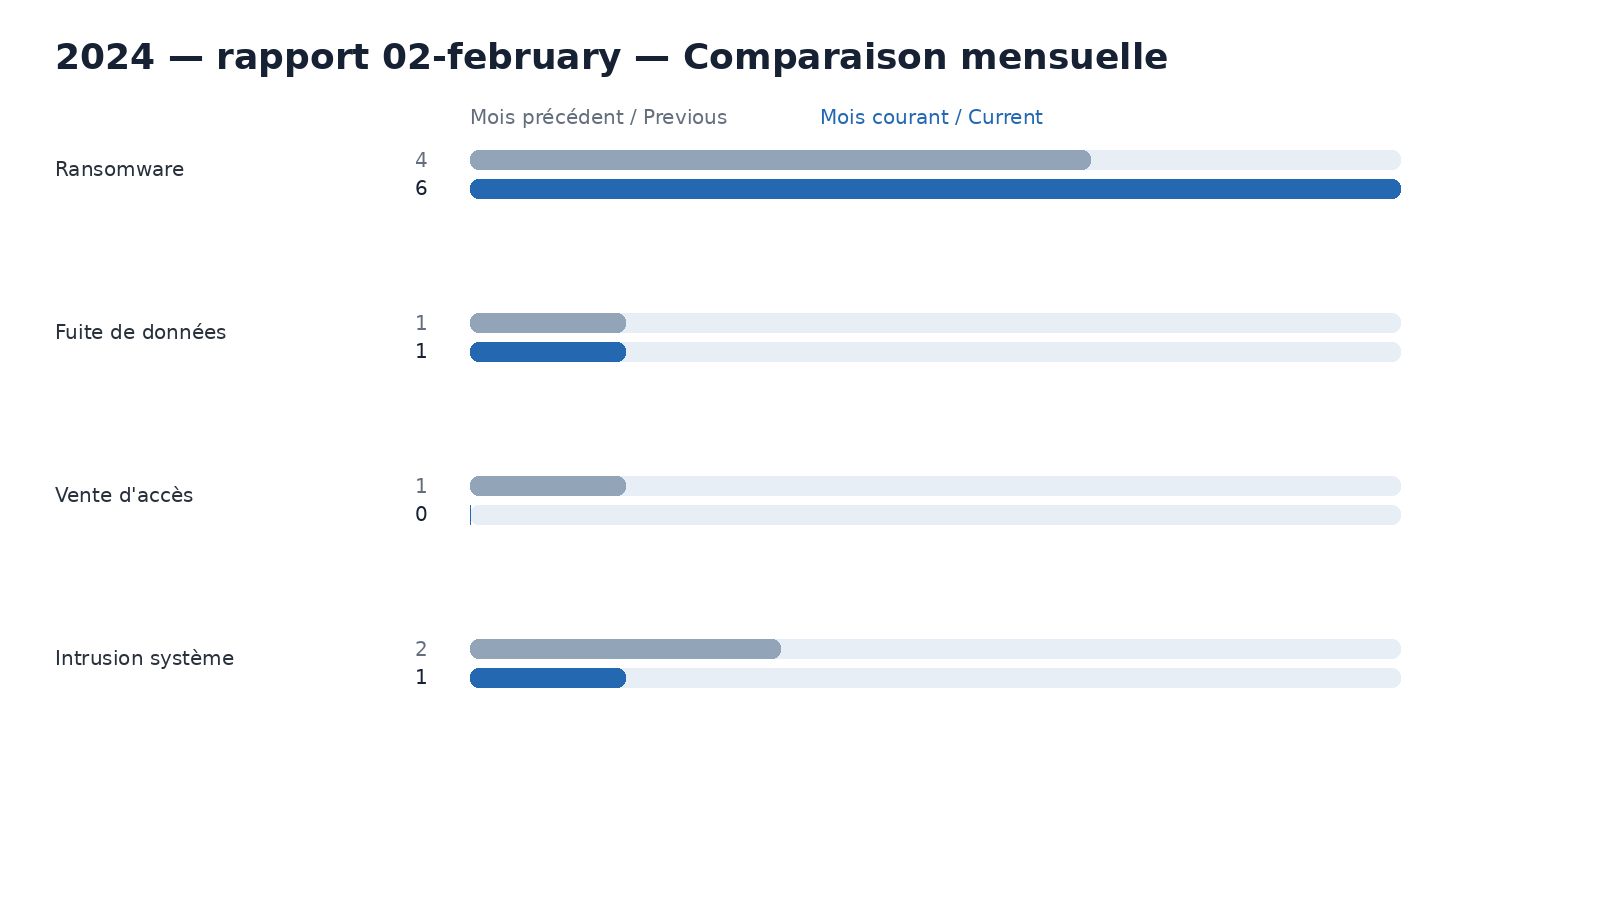 2024 — rapport 02-february — Comparaison mensuelle
Mois précédent / Previous Mois courant / Current
Ransomware 4
6
Fuite de données 1
1
Vente d'accès 1
0
Intrusion système 2
1